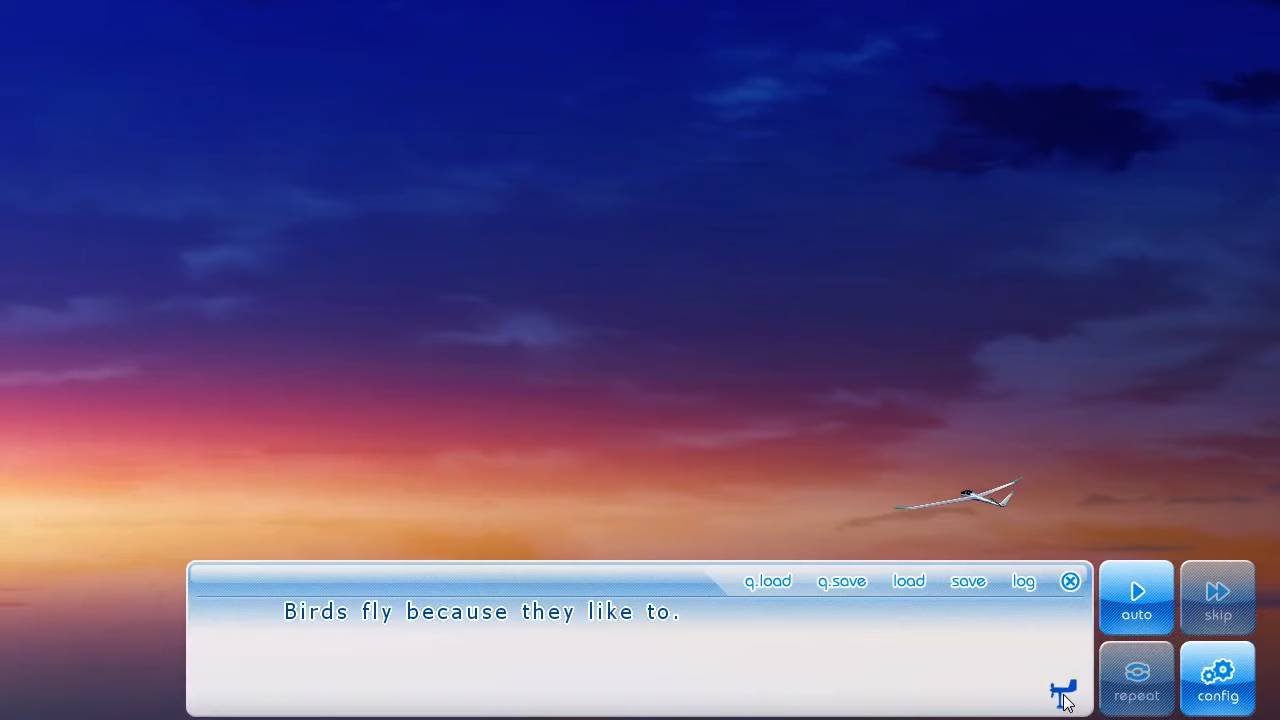 q.load q.save load save log
Birds fly because they like to.
auto skip
repeat config